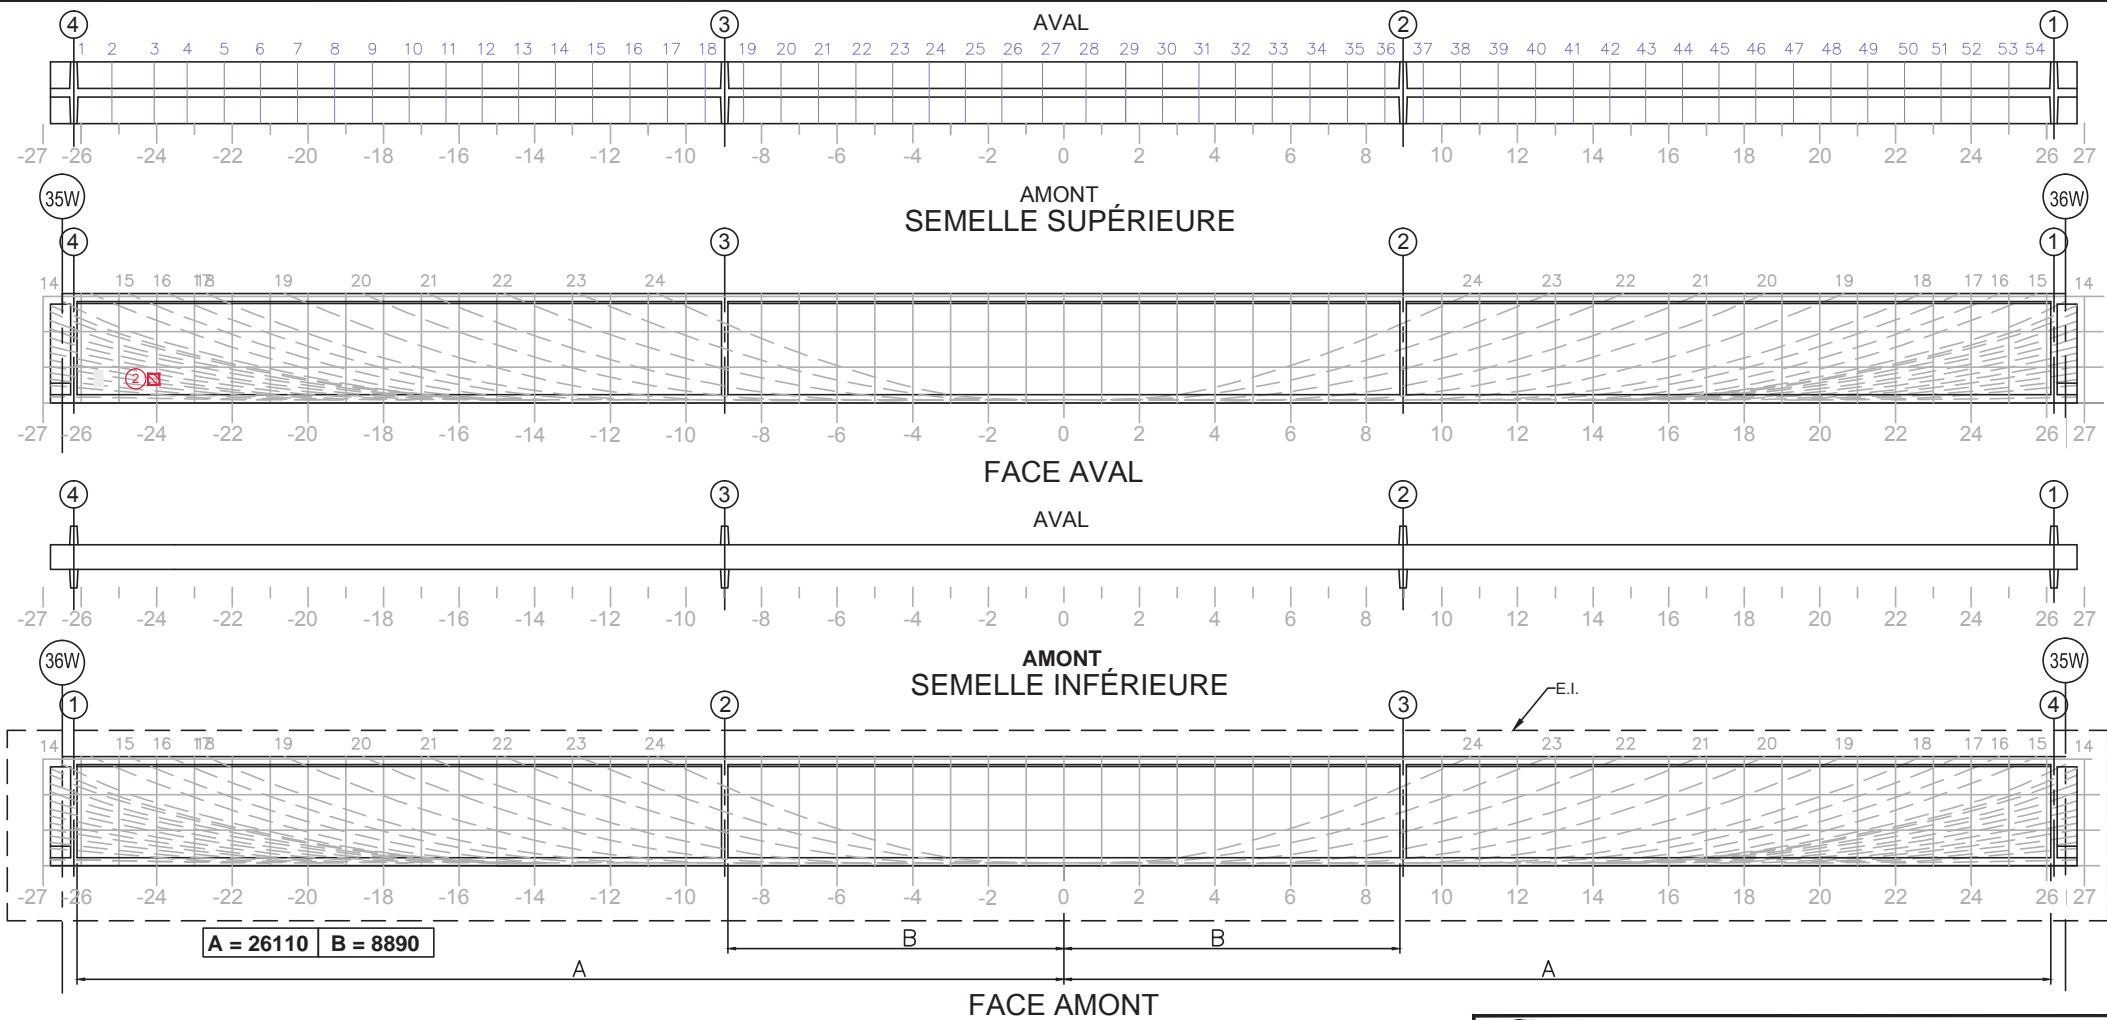 4 3 AVAL 2 1
1 2 3 4 5 6 7 8 9 10 11 12 13 14 15 16 17 18 19 20 21 22 23 24 25 26 27 28 29 30 31 32 33 34 35 36 37 38 39 40 41 42 43 44 45 46 47 48 49 50 51 52 53 54
-27 -26 -24 -22 -20 -18 -16 -14 -12 -10 -8 -6 -4 -2 0 2 4 6 8 10 12 14 16 18 20 22 24 26 27
35W AMONT 36W
SEMELLE SUPÉRIEURE
4 3 2 1
14 15 16 17 18 19 20 21 22 23 24 24 23 22 21 20 19 18 17 16 15 14
2
-27 -26 -24 -22 -20 -18 -16 -14 -12 -10 -8 -6 -4 -2 0 2 4 6 8 10 12 14 16 18 20 22 24 26 27
FACE AVAL
4 3 2 1
AVAL
-27 -26 -24 -22 -20 -18 -16 -14 -12 -10 -8 -6 -4 -2 0 2 4 6 8 10 12 14 16 18 20 22 24 26 27
36W AMONT 35W
SEMELLE INFÉRIEURE
E.I.
1 2 3 4
14 15 16 17 18 19 20 21 22 23 24 24 23 22 21 20 19 18 17 16 15 14
-27 -26 -24 -22 -20 -18 -16 -14 -12 -10 -8 -6 -4 -2 0 2 4 6 8 10 12 14 16 18 20 22 24 26 27
A = 26110 B = 8890
B B
A A
FACE AMONT